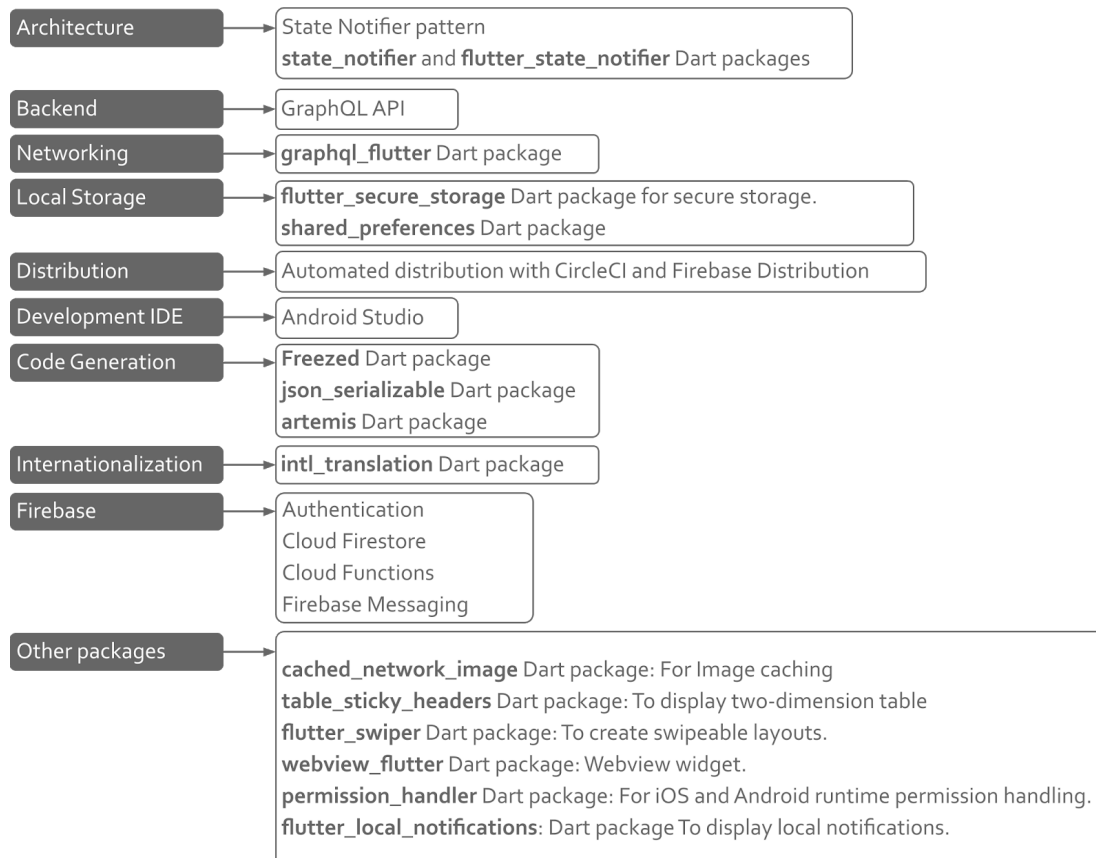 Architecture
State Notifier pattern
state_notifier and flutter_state_notifier Dart packages
Backend
GraphQL API
Networking
graphql_flutter Dart package
Local Storage
flutter_secure_storage Dart package for secure storage.
shared_preferences Dart package
Distribution
Automated distribution with CircleCI and Firebase Distribution
Development IDE
Android Studio
Code Generation
Freezed Dart package
json_serializable Dart package
artemis Dart package
Internationalization
intl_translation Dart package
Firebase
Authentication
Cloud Firestore
Cloud Functions
Firebase Messaging
Other packages
cached_network_image Dart package: For Image caching
table_sticky_headers Dart package: To display two-dimension table
flutter_swiper Dart package: To create swipeable layouts.
webview_flutter Dart package: Webview widget.
permission_handler Dart package: For iOS and Android runtime permission handling.
flutter_local_notifications: Dart package To display local notifications.